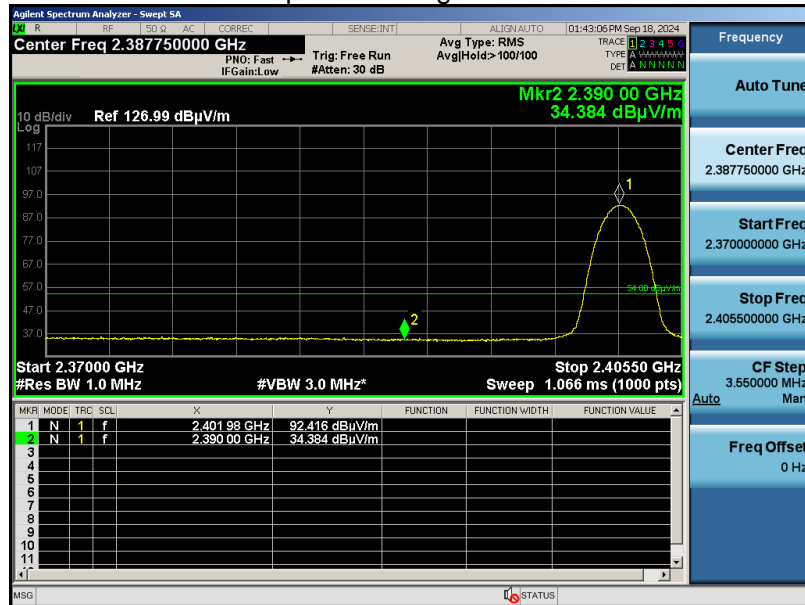 Agilent Spectrum Analyzer - Swept SA
LXI R RF 50 Ω AC CORREC SENSE:INT ALIGN AUTO 01:43:06 PM Sep 18, 2024
Center Freq 2.387750000 GHz
PNO: Fast
IFGain:Low
Trig: Free Run
#Atten: 30 dB
Avg Type: RMS
Avg|Hold:>100/100
TRACE 1 2 3 4 5 6
TYPE A WWWWW
DET A N N N N N
Mkr2 2.390 00 GHz
34.384 dBµV/m
10 dB/div Ref 126.99 dBµV/m
Log
117
107
97.0
87.0
77.0
67.0
57.0
47.0
37.0
1
2
54.00 dBµV/m
Start 2.37000 GHz Stop 2.40550 GHz
#Res BW 1.0 MHz #VBW 3.0 MHz* Sweep 1.066 ms (1000 pts)
MKR MODE TRC SCL X Y FUNCTION FUNCTION WIDTH FUNCTION VALUE
1 N 1 f 2.401 98 GHz 92.416 dBµV/m
2 N 1 f 2.390 00 GHz 34.384 dBµV/m
3
4
5
6
7
8
9
10
11
MSG STATUS
Frequency
Auto Tune
Center Freq
2.387750000 GHz
Start Freq
2.370000000 GHz
Stop Freq
2.405500000 GHz
CF Step
3.550000 MHz
Auto Man
Freq Offset
0 Hz